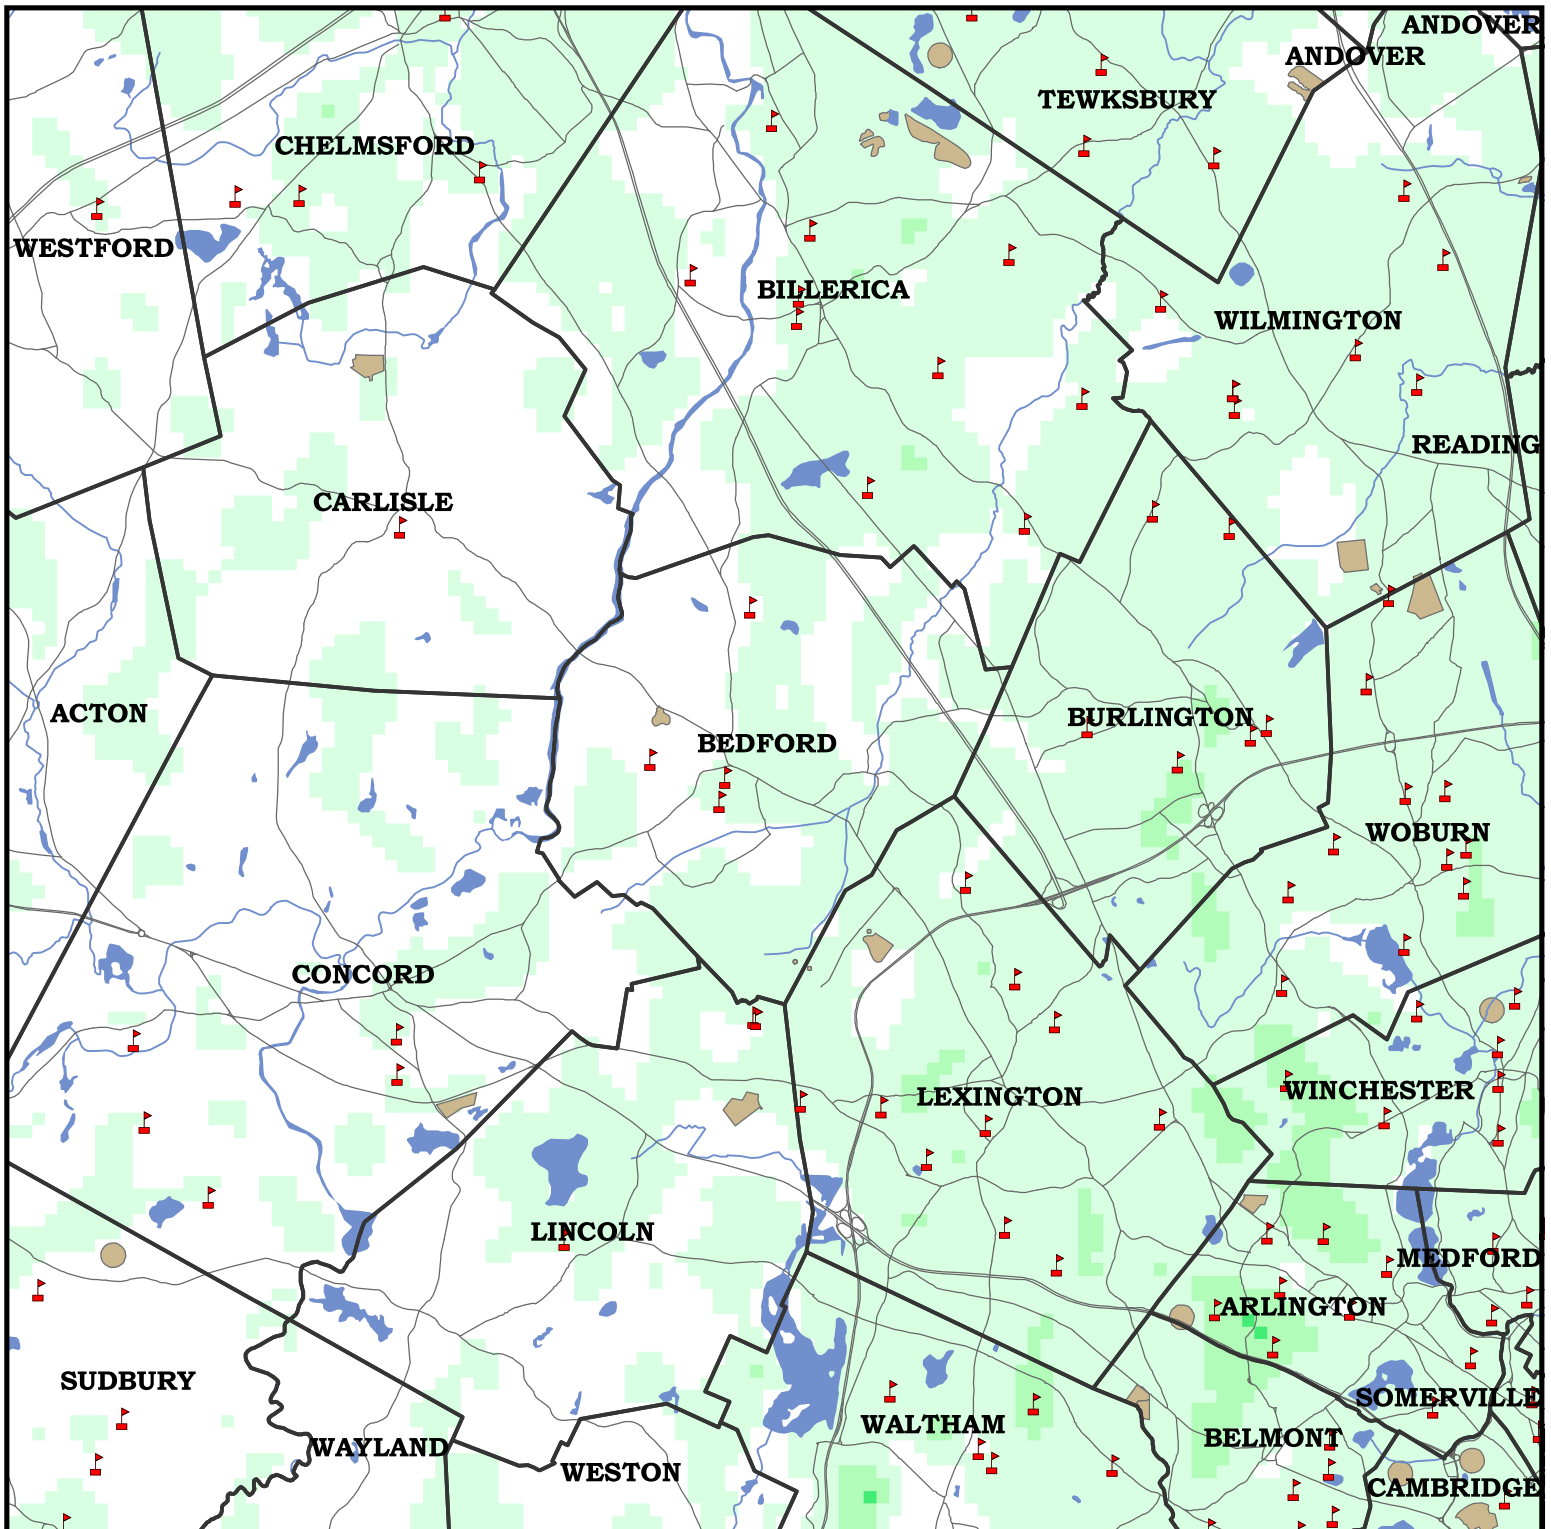 ANDOVER
ANDOVER
TEWKSBURY
CHELMSFORD
WESTFORD
BILLERICA
WILMINGTON
READING
CARLISLE
ACTON
BURLINGTON
BEDFORD
WOBURN
CONCORD
LEXINGTON
WINCHESTER
LINCOLN
MEDFORD
ARLINGTON
SUDBURY
SOMERVILLE
WALTHAM
BELMONT
WAYLAND
WESTON
CAMBRIDGE